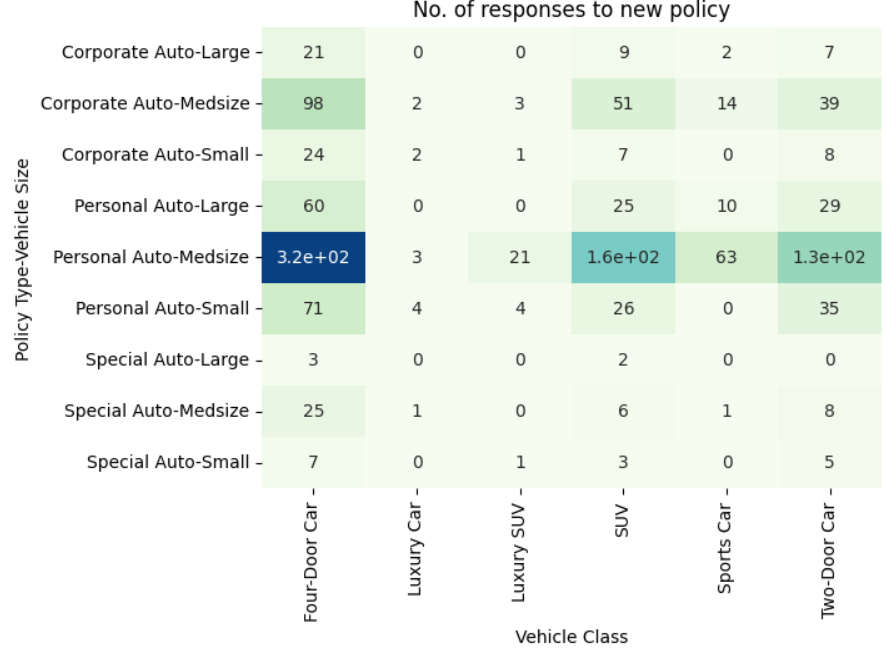 No. of responses to new policy
Policy Type-Vehicle Size
Corporate Auto-Large 21 0 0 9 2 7
Corporate Auto-Medsize 98 2 3 51 14 39
Corporate Auto-Small 24 2 1 7 0 8
Personal Auto-Large 60 0 0 25 10 29
Personal Auto-Medsize 3.2e+02 3 21 1.6e+02 63 1.3e+02
Personal Auto-Small 71 4 4 26 0 35
Special Auto-Large 3 0 0 2 0 0
Special Auto-Medsize 25 1 0 6 1 8
Special Auto-Small 7 0 1 3 0 5
Four-Door Car
Luxury Car
Luxury SUV
SUV
Sports Car
Two-Door Car
Vehicle Class